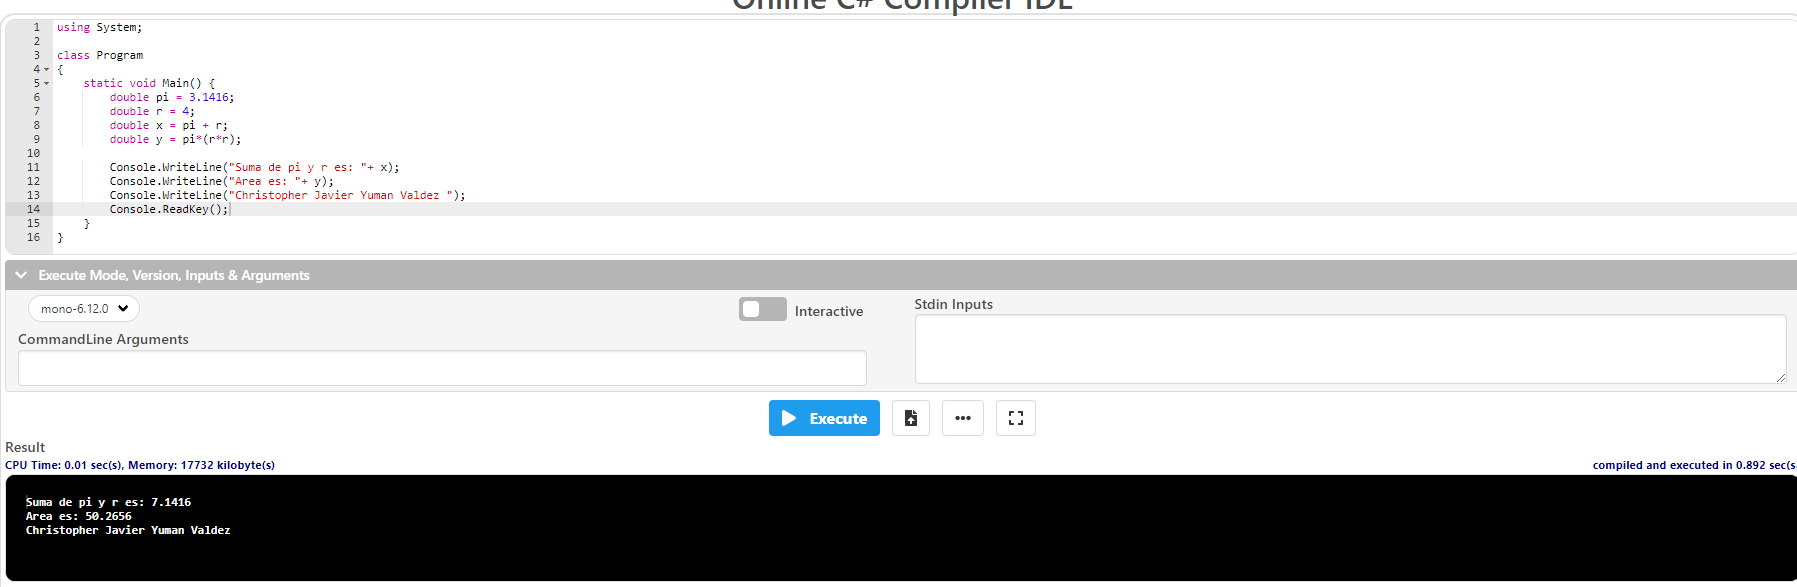 Online C# Compiler IDE
1 using System;
2
3 class Program
4 {
5 static void Main() {
6 double pi = 3.1416;
7 double r = 4;
8 double x = pi + r;
9 double y = pi*(r*r);
10
11 Console.WriteLine("Suma de pi y r es: "+ x);
12 Console.WriteLine("Area es: "+ y);
13 Console.WriteLine("Christopher Javier Yuman Valdez ");
14 Console.ReadKey();
15 }
16 }
Execute Mode, Version, Inputs & Arguments
mono-6.12.0
Interactive
Stdin Inputs
CommandLine Arguments
Execute
Result
CPU Time: 0.01 sec(s), Memory: 17732 kilobyte(s)
compiled and executed in 0.892 sec(s
Suma de pi y r es: 7.1416
Area es: 50.2656
Christopher Javier Yuman Valdez